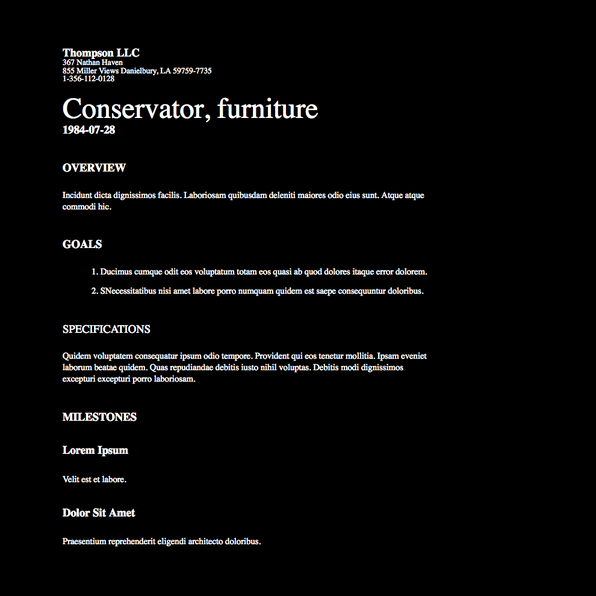 Thompson LLC
367 Nathan Haven
855 Miller Views Danielbury, LA 59759-7735
1-356-112-0128
Conservator, furniture
1984-07-28
OVERVIEW
Incidunt dicta dignissimos facilis. Laboriosam quibusdam deleniti maiores odio eius sunt. Atque atque
commodi hic.
GOALS
1. Ducimus cumque odit eos voluptatum totam eos quasi ab quod dolores itaque error dolorem.
2. SNecessitatibus nisi amet labore porro numquam quidem est saepe consequuntur doloribus.
SPECIFICATIONS
Quidem voluptatem consequatur ipsum odio tempore. Provident qui eos tenetur mollitia. Ipsam eveniet
laborum beatae quidem. Quas repudiandae debitis iusto nihil voluptas. Debitis modi dignissimos
excepturi excepturi porro laboriosam.
MILESTONES
Lorem Ipsum
Velit est et labore.
Dolor Sit Amet
Praesentium reprehenderit eligendi architecto doloribus.